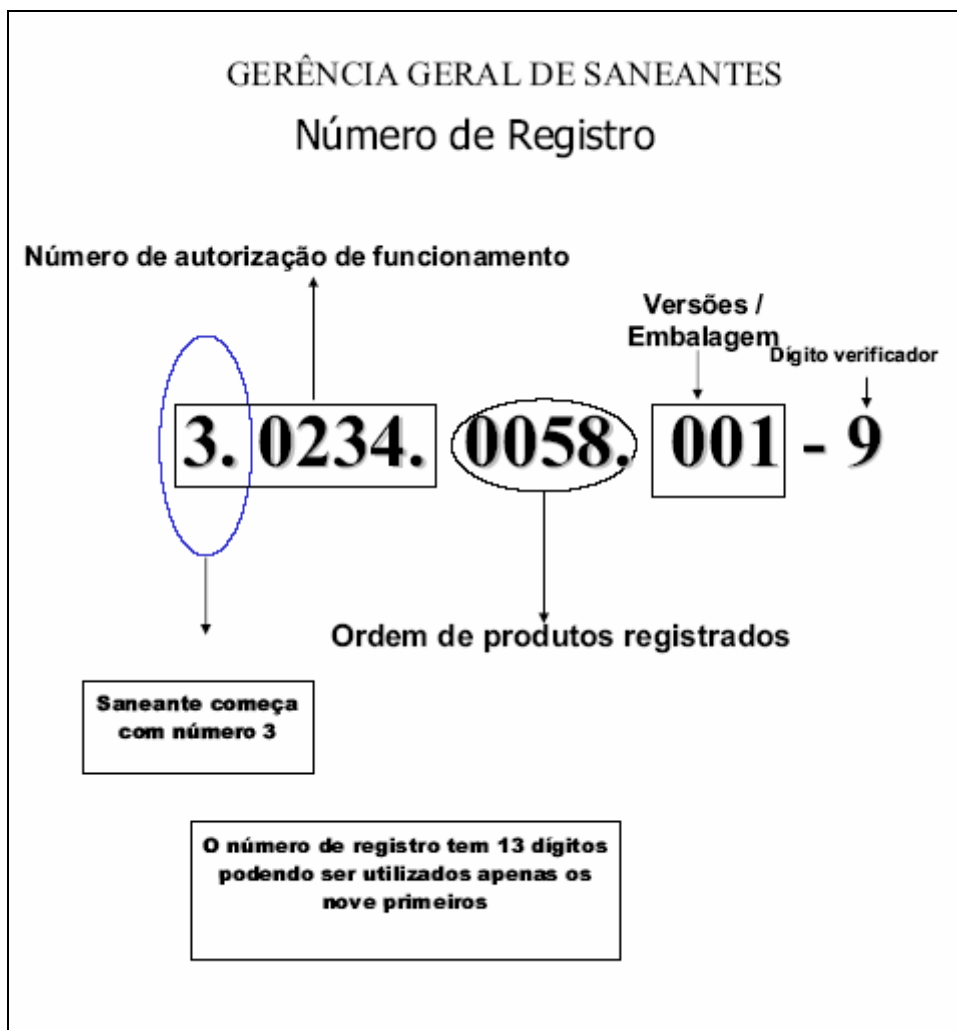 GERÊNCIA GERAL DE SANEANTES
Número de Registro
Número de autorização de funcionamento
Versões /
Embalagem
Dígito verificador
3. 0234. 0058. 001 - 9
Ordem de produtos registrados
Saneante começa
com número 3
O número de registro tem 13 dígitos
podendo ser utilizados apenas os
nove primeiros